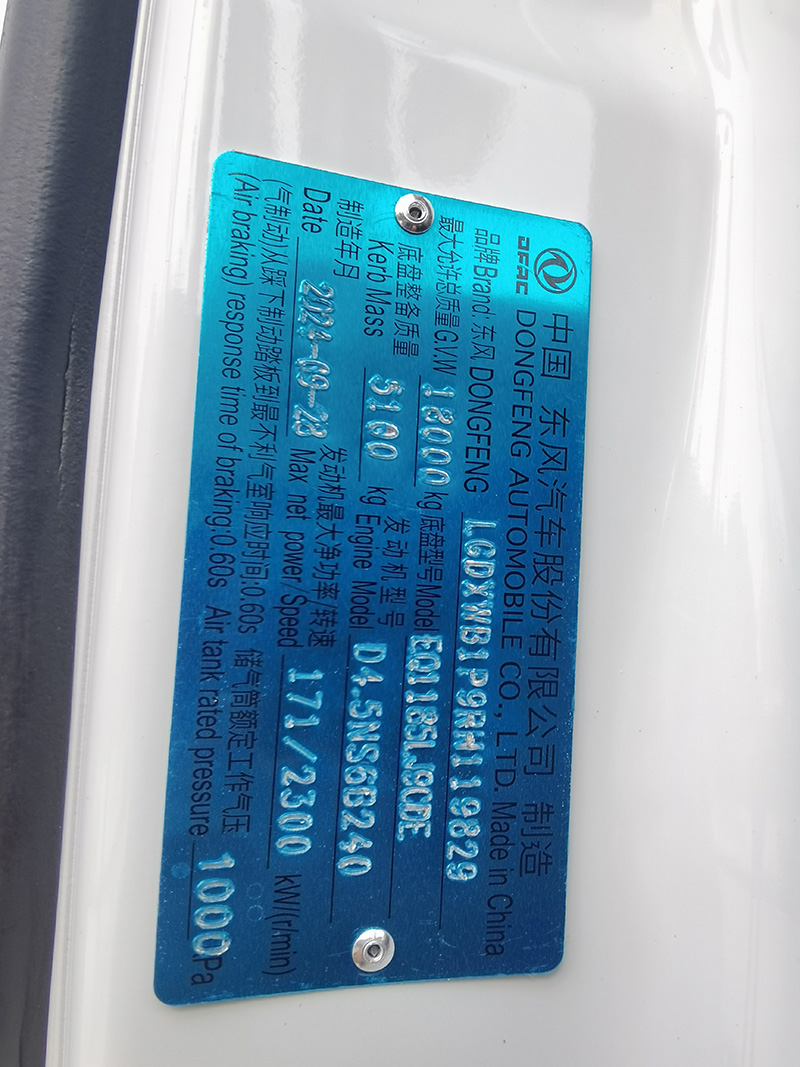 中国 东风汽车股份有限公司 制造
DFAC DONGFENG AUTOMOBILE CO., LTD. Made in China
品牌Brand 东风 DONGFENG LGDXWB1P9RH119829
最大允许总质量G.V.W 18000 kg 底盘型号Model EQ1185LJ9CDE
底盘整备质量 发动机型号
Kerb Mass 5100 kg Engine Model D4.5NS6B240
制造年月 发动机最大净功率/转速
Date 2024-09-28 Max net power/Speed 171/2300 kW/(r/min)
(气制动)从踩下制动踏板到最不利气室响应时间:0.60s 储气筒额定工作气压
(Air braking) response time of braking:0.60s Air tank rated pressure 1000 Pa